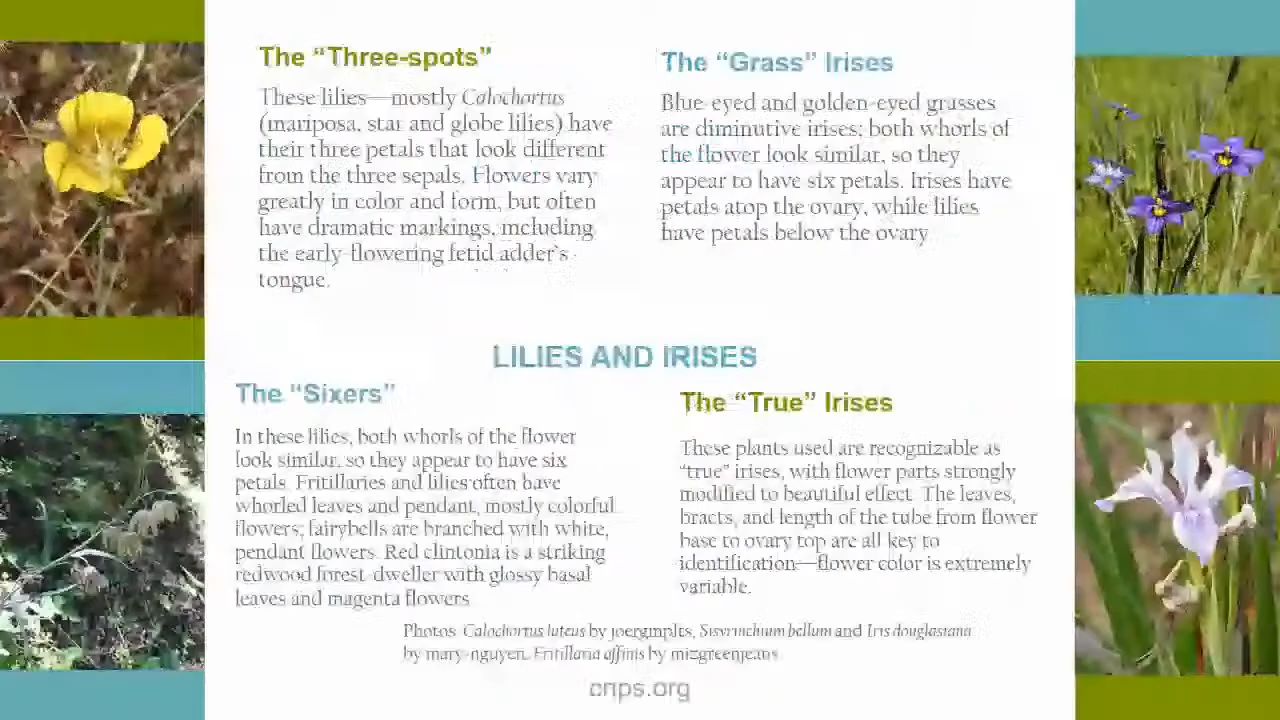 The “Three-spots”
These lilies—mostly Calochortus
(mariposa, star and globe lilies) have
their three petals that look different
from the three sepals. Flowers vary
greatly in color and form, but often
have dramatic markings, including
the early-flowering fetid adder's
tongue.
The “Grass” Irises
Blue-eyed and golden-eyed grasses
are diminutive irises; both whorls of
the flower look similar, so they
appear to have six petals. Irises have
petals atop the ovary, while lilies
have petals below the ovary
LILIES AND IRISES
The “Sixers”
In these lilies, both whorls of the flower
look similar, so they appear to have six
petals. Fritillaries and lilies often have
whorled leaves and pendant, mostly colorful
flowers; fairybells are branched with white,
pendant flowers. Red clintonia is a striking
redwood forest-dweller with glossy basal
leaves and magenta flowers.
The “True” Irises
These plants used are recognizable as
“true” irises, with flower parts strongly
modified to beautiful effect. The leaves,
bracts, and length of the tube from flower
base to ovary top are all key to
identification—flower color is extremely
variable.
Photos: Calochortus luteus by joergmplts, Sisyrinchium bellum and Iris douglasiana
by mary-nguyen, Fritillaria affinis by mizgreenjeans
cnps.org